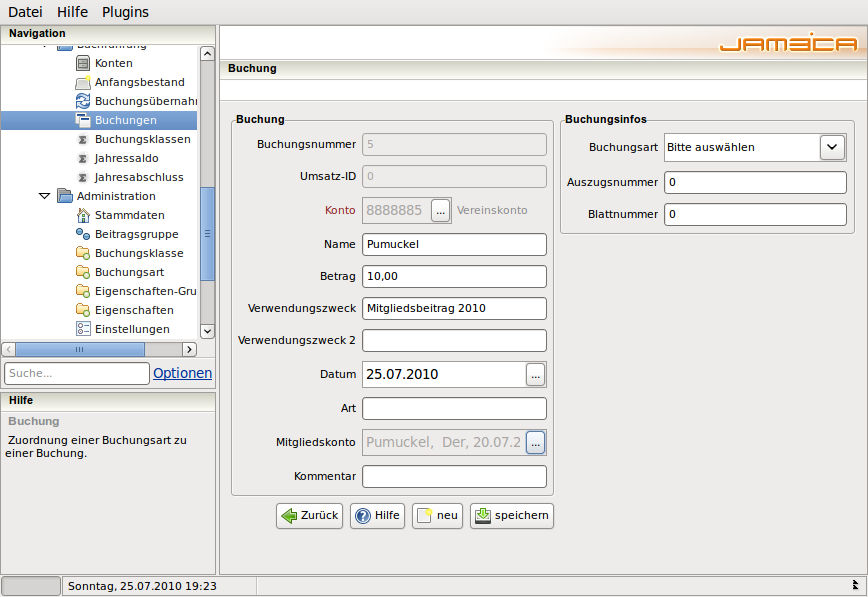 Datei Hilfe Plugins
Navigation
Buchführung
Konten
Anfangsbestand
Buchungsübernahr
Buchungen
Buchungsklassen
Jahressaldo
Jahresabschluss
Administration
Stammdaten
Beitragsgruppe
Buchungsklasse
Buchungsart
Eigenschaften-Gru
Eigenschaften
Einstellungen
Suche... Optionen
Hilfe
Buchung
Zuordnung einer Buchungsart zu
einer Buchung.
JAMEICA
Buchung
Buchung
Buchungsnummer 5
Umsatz-ID 0
Konto 8888885 ... Vereinskonto
Name Pumuckel
Betrag 10,00
Verwendungszweck Mitgliedsbeitrag 2010
Verwendungszweck 2
Datum 25.07.2010 ...
Art
Mitgliedskonto Pumuckel, Der, 20.07.2 ...
Kommentar
Zurück Hilfe neu speichern
Buchungsinfos
Buchungsart Bitte auswählen
Auszugsnummer 0
Blattnummer 0
Sonntag, 25.07.2010 19:23